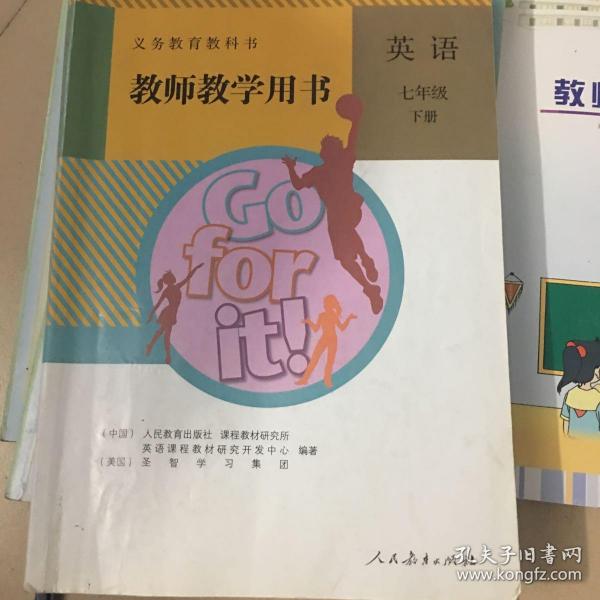 义务教育教科书
教师教学用书
英语
七年级
下册
Go
for
it!
(中国) 人民教育出版社 课程教材研究所
英语课程教材研究开发中心 编著
(美国) 圣智学习集团
人民教育出版社
教师
孔夫子旧书网
www.kongfz.com